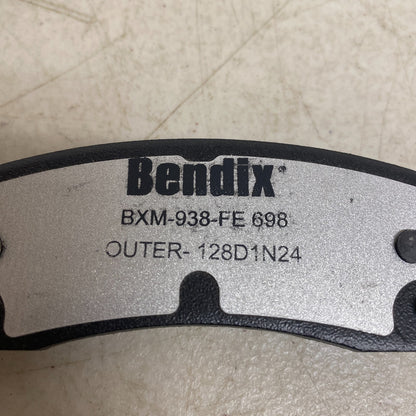 Bendix
BXM-938-FE 698
OUTER- 128D1N24